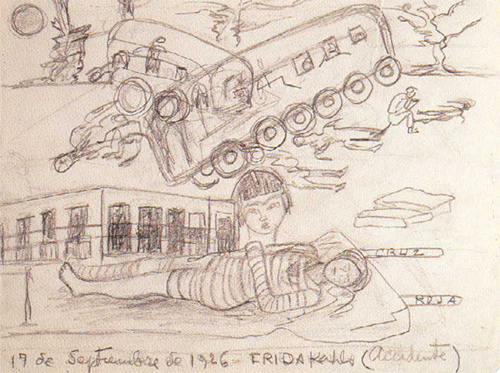 CRUZ
ROJA
17 de Septiembre de 1926 - FRIDA Kahlo (Accidente)